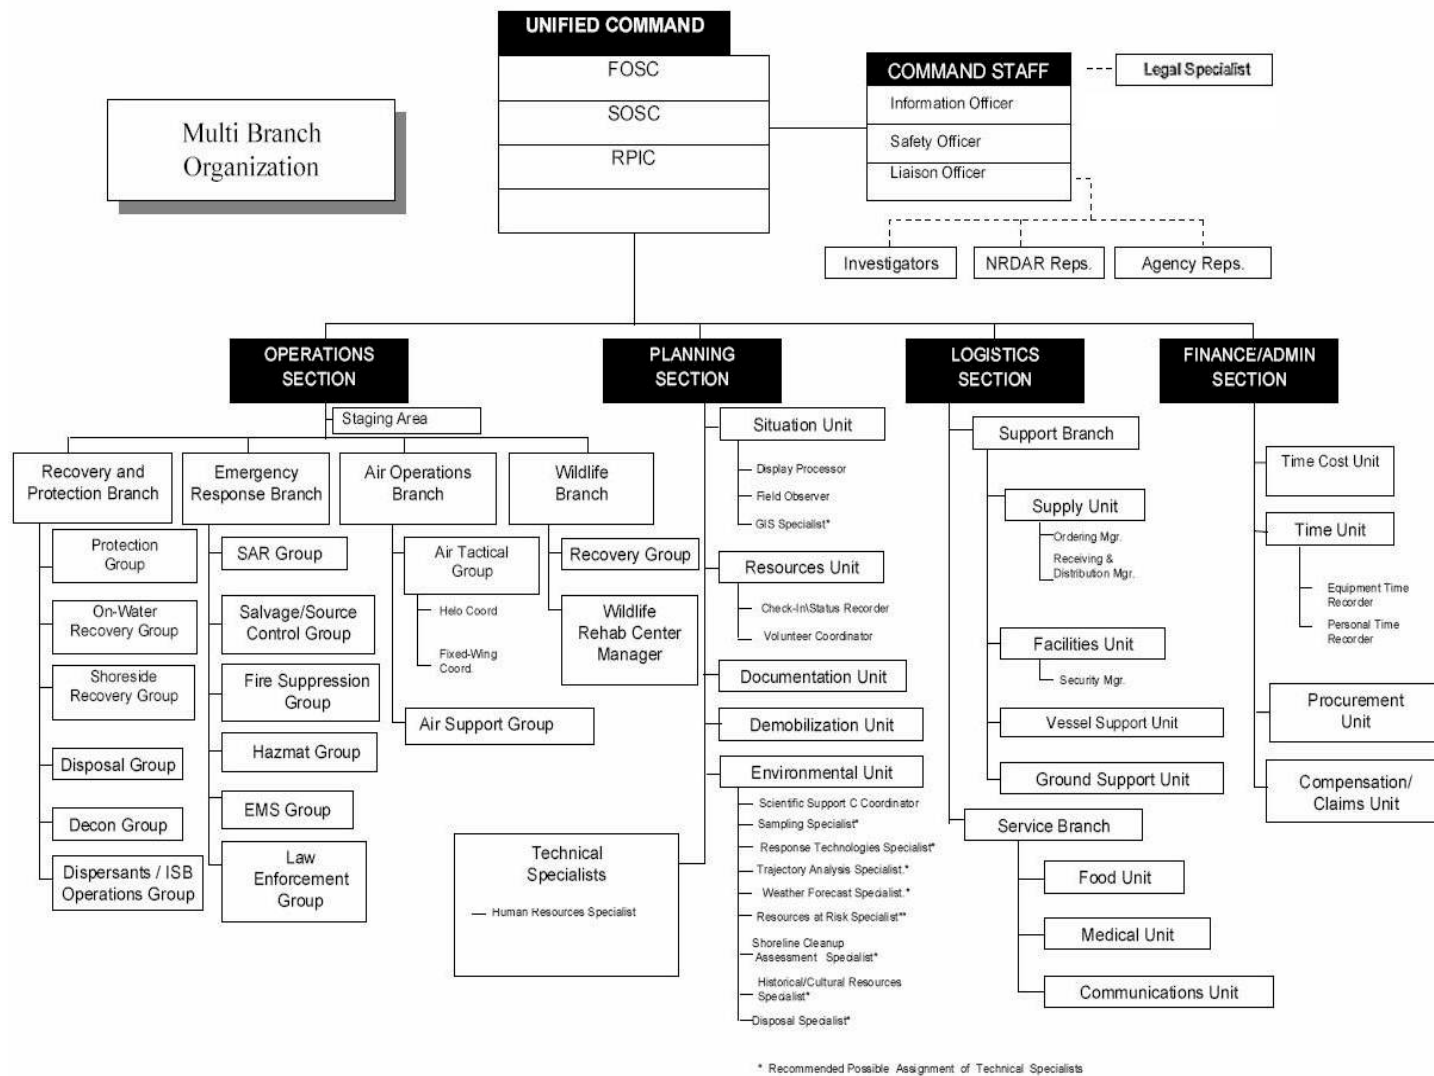 UNIFIED COMMAND
FOSC
SOSC
RPIC
COMMAND STAFF
Information Officer
Safety Officer
Liaison Officer
Legal Specialist
Multi Branch
Organization
Investigators
NRDAR Reps.
Agency Reps.
OPERATIONS
SECTION
Staging Area
Recovery and
Protection Branch
Protection
Group
On-Water
Recovery Group
Shoreside
Recovery Group
Disposal Group
Decon Group
Dispersants / ISB
Operations Group
Emergency
Response Branch
SAR Group
Salvage/Source
Control Group
Fire Suppression
Group
Hazmat Group
EMS Group
Law
Enforcement
Group
Air Operations
Branch
Air Tactical
Group
Helo Coord
Fixed-Wing
Coord.
Air Support Group
Wildlife
Branch
Recovery Group
Wildlife
Rehab Center
Manager
PLANNING
SECTION
Situation Unit
Display Processor
Field Observer
GIS Specialist*
Resources Unit
Check-In\Status Recorder
Volunteer Coordinator
Documentation Unit
Demobilization Unit
Environmental Unit
Scientific Support C Coordinator
Sampling Specialist*
Response Technologies Specialist*
Trajectory Analysis Specialist.*
Weather Forecast Specialist.*
Resources at Risk Specialist**
Shoreline Cleanup
Assessment Specialist*
Historical/Cultural Resources
Specialist*
Disposal Specialist*
Technical
Specialists
Human Resources Specialist
LOGISTICS
SECTION
Support Branch
Supply Unit
Ordering Mgr.
Receiving &
Distribution Mgr.
Facilities Unit
Security Mgr.
Vessel Support Unit
Ground Support Unit
Service Branch
Food Unit
Medical Unit
Communications Unit
FINANCE/ADMIN
SECTION
Time Cost Unit
Time Unit
Equipment Time
Recorder
Personal Time
Recorder
Procurement
Unit
Compensation/
Claims Unit
* Recommended Possible Assignment of Technical Specialists